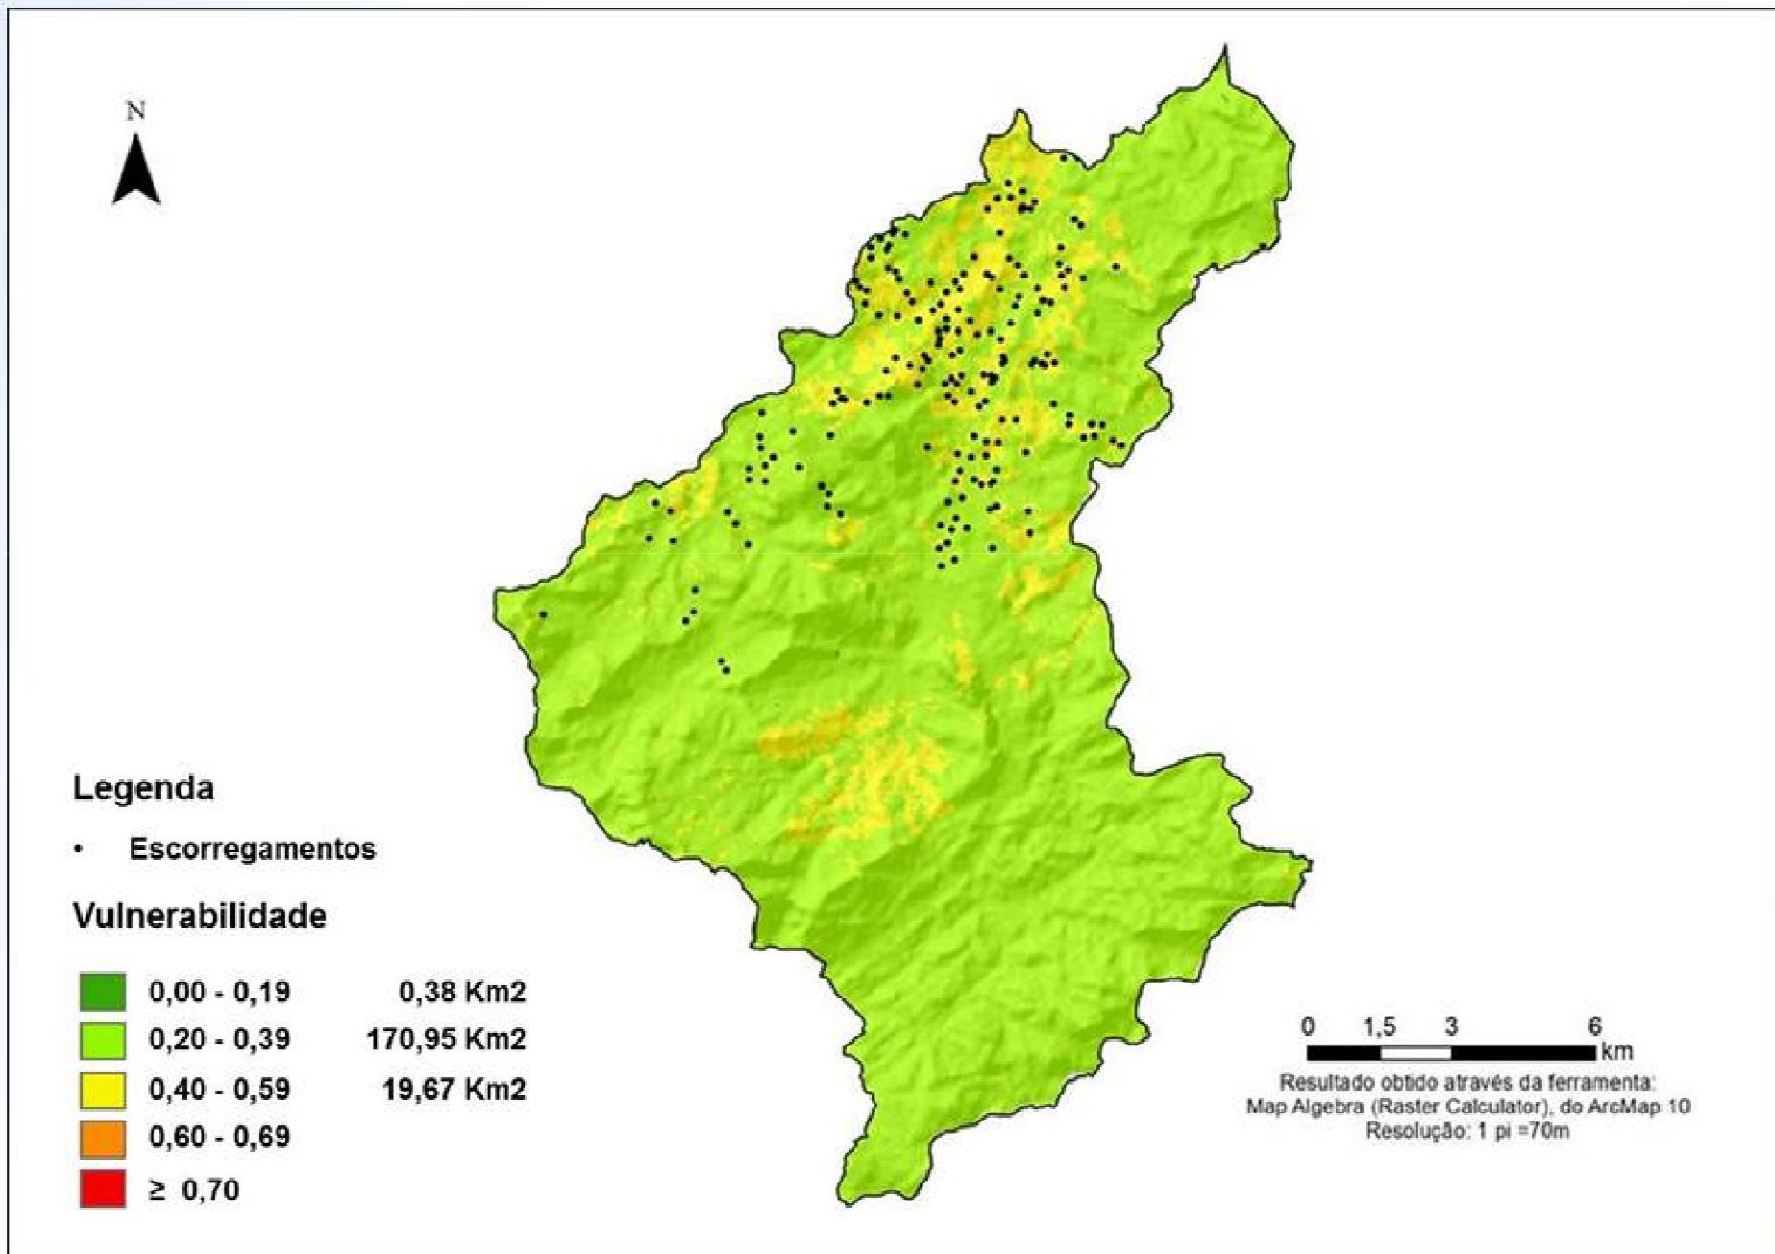 N
Legenda
• Escorregamentos
Vulnerabilidade
0,00 - 0,19 0,38 Km2
0,20 - 0,39 170,95 Km2
0,40 - 0,59 19,67 Km2
0,60 - 0,69
≥ 0,70
0 1,5 3 6
km
Resultado obtido através da ferramenta:
Map Algebra (Raster Calculator), do ArcMap 10
Resolução: 1 pi =70m